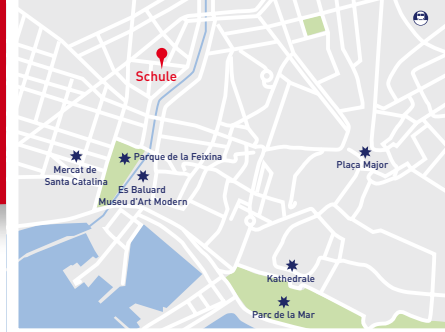 Schule
Parque de la Feixina
Mercat de
Santa Catalina
Es Baluard
Museu d'Art Modern
Plaça Major
Kathedrale
Parc de la Mar